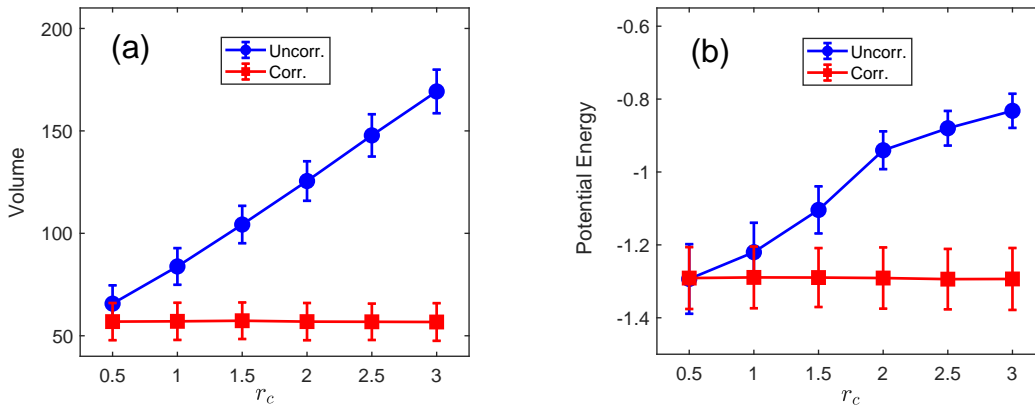 (a)
Uncorr.
Corr.
200
150
100
50
Volume
0.5 1 1.5 2 2.5 3
r_c
(b)
Uncorr.
Corr.
-0.6
-0.8
-1
-1.2
-1.4
Potential Energy
0.5 1 1.5 2 2.5 3
r_c